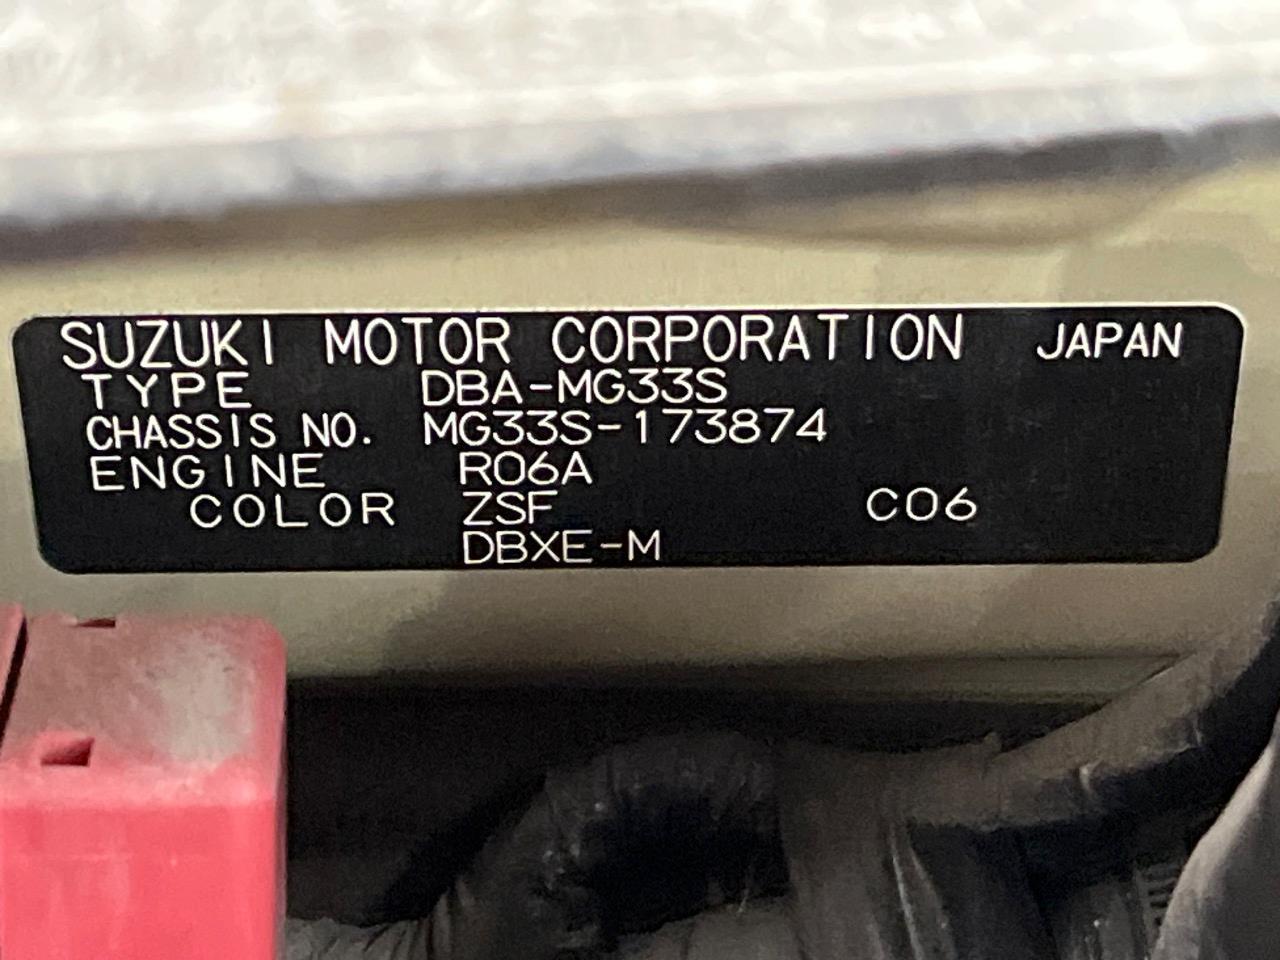 SUZUKI MOTOR CORPORATION JAPAN
TYPE DBA-MG33S
CHASSIS NO. MG33S-173874
ENGINE R06A
COLOR ZSF C06
DBXE-M